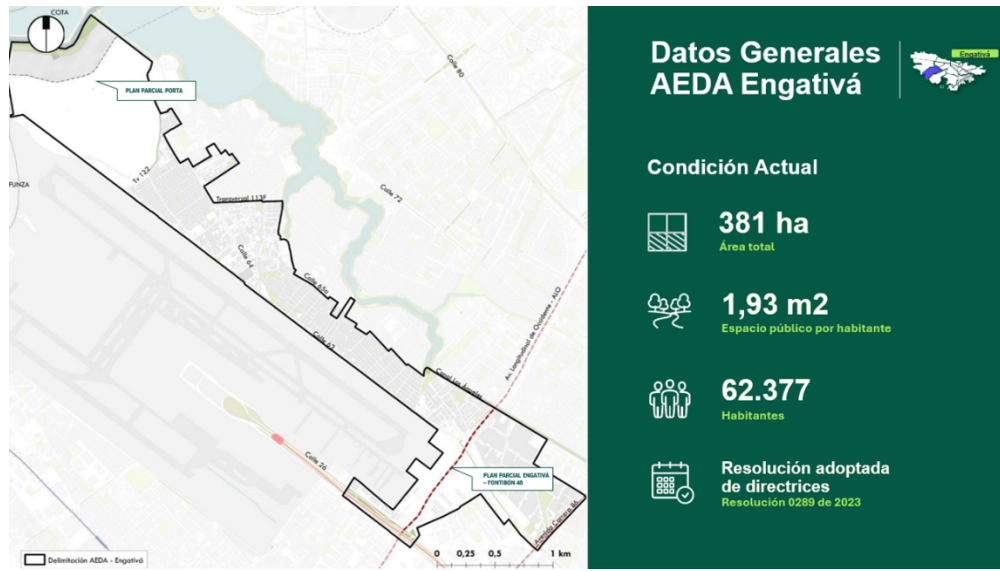 COTA
Calle 80
PLAN PARCIAL PORTA
FUNZA
Tv 122
Calle 72
Transversal 113F
Calle 64
Calle 65a
Av. Longitudinal de Occidente - ALO
Calle 63
Canal Los Ángeles
Calle 26
PLAN PARCIAL ENGATIVÁ
– FONTIBÓN 48
Avenida Carrera 86
0 0,25 0,5 1 km
Delimitación AEDA - Engativá
Datos Generales
AEDA Engativá
Engativá
Condición Actual
381 ha
Área total
1,93 m2
Espacio público por habitante
62.377
Habitantes
Resolución adoptada
de directrices
Resolución 0289 de 2023